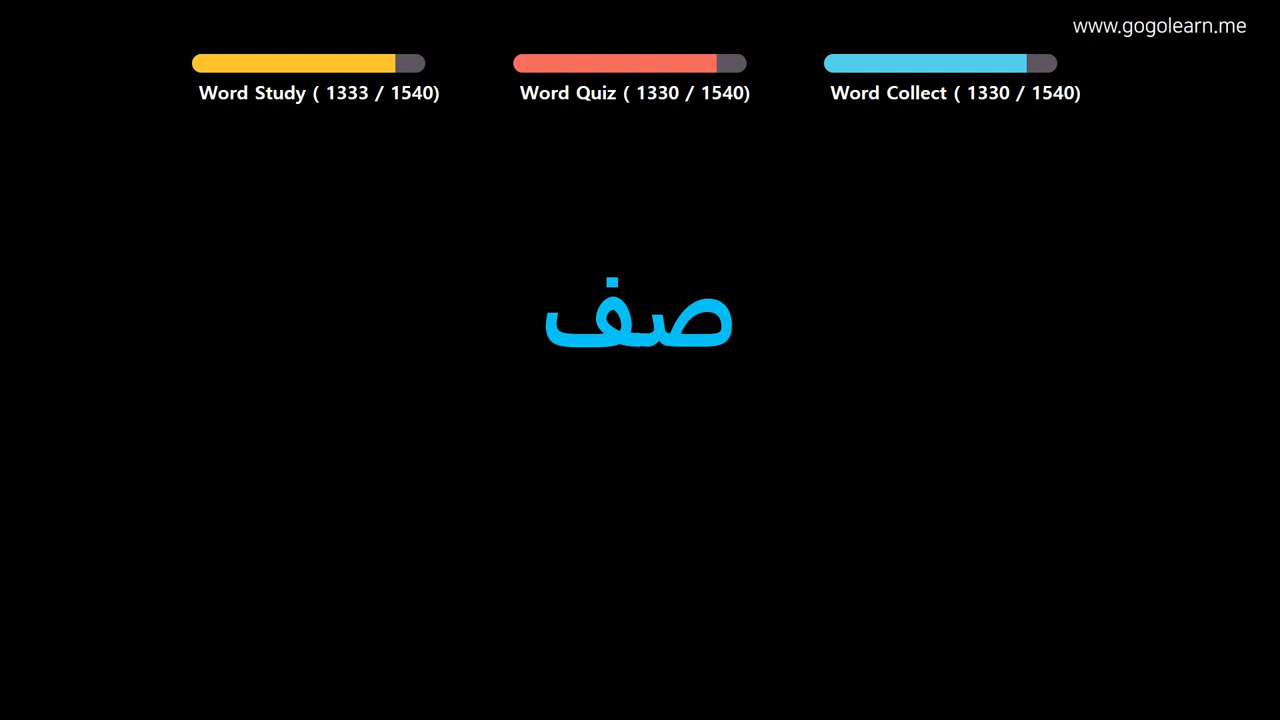 www.gogolearn.me
Word Study ( 1333 / 1540)
Word Quiz ( 1330 / 1540)
Word Collect ( 1330 / 1540)
صف